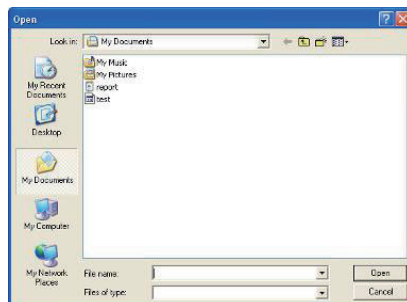 Open
Look in: My Documents
My Recent
Documents
Desktop
My Documents
My Computer
My Network
Places
My Music
My Pictures
report
test
File name:
Open
Files of type:
Cancel